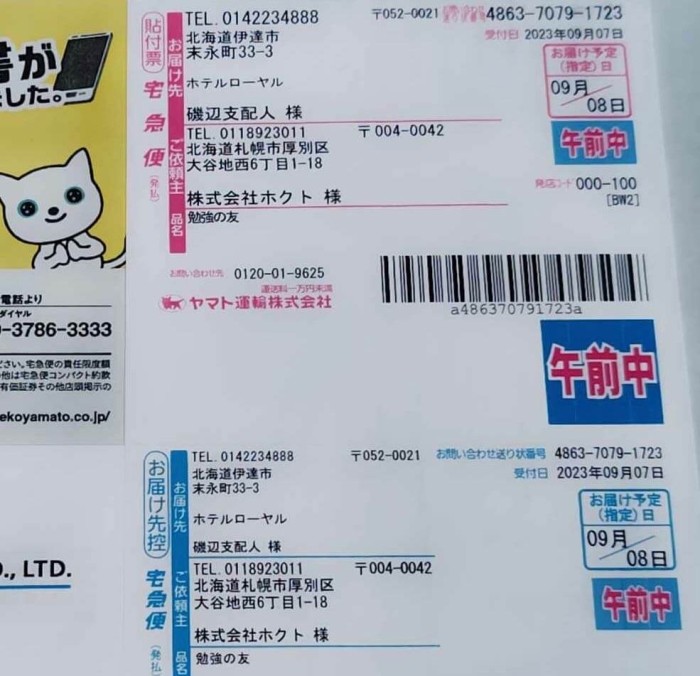 書が
した。
電話より
ダイヤル
-3786-3333
ださい。宅急便の責任限度額
他は宅急便コンパクト約款
有価証券その他店頭掲示の
ekoyamato.co.jp/
O., LTD.
貼付票
宅急便
(発払)
お届け先
TEL. 0142234888
〒052-0021
4863-7079-1723
受付日 2023年09月07日
北海道伊達市
末永町33-3
ホテルローヤル
磯辺支配人 様
お届け予定
(指定)日
09月
08日
午前中
ご依頼主
TEL. 0118923011
〒004-0042
北海道札幌市厚別区
大谷地西6丁目1-18
株式会社ホクト 様
発店コード 000-100
[BW2]
品名
勉強の友
お問い合わせ先 0120-01-9625
運送料一万円未満
ヤマト運輸株式会社
a486370791723a
午前中
お届け先控
宅急便
(発払)
お届け先
TEL. 0142234888
〒052-0021
お問い合わせ送り状番号 4863-7079-1723
受付日 2023年09月07日
北海道伊達市
末永町33-3
ホテルローヤル
磯辺支配人 様
お届け予定
(指定)日
09月
08日
午前中
ご依頼主
TEL. 0118923011
〒004-0042
北海道札幌市厚別区
大谷地西6丁目1-18
株式会社ホクト 様
品名
勉強の友